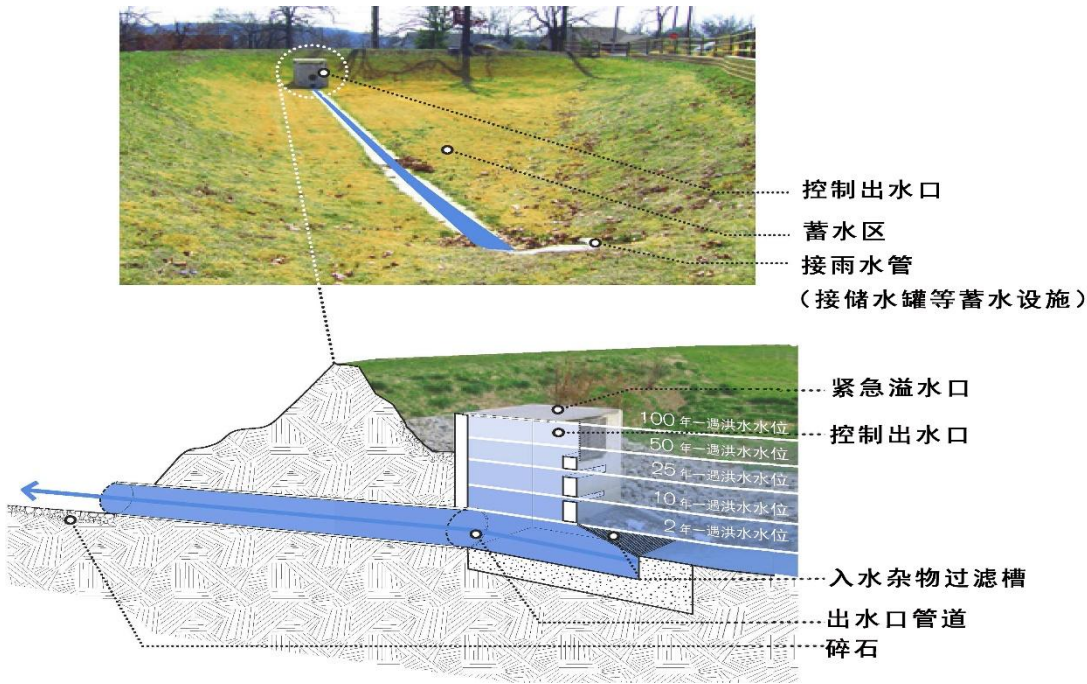 控制出水口
蓄水区
接雨水管
（接储水罐等蓄水设施）
紧急溢水口
100年一遇洪水水位
控制出水口
50年一遇洪水水位
25年一遇洪水水位
10年一遇洪水水位
2年一遇洪水水位
入水杂物过滤槽
出水口管道
碎石